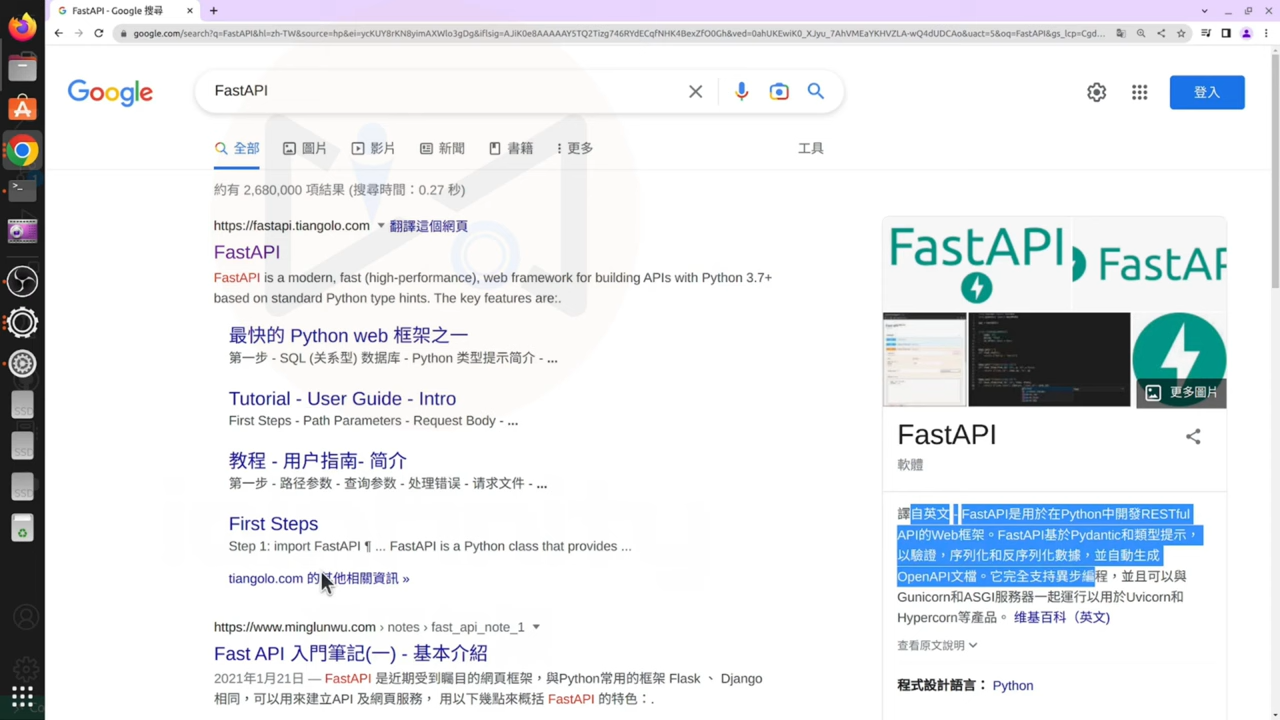 FastAPI - Google 搜尋
google.com/search?q=FastAPI&hl=zh-TW&source=hp&ei=
Google
FastAPI
登入
全部
圖片
影片
新聞
書籍
更多
工具
約有 2,680,000 項結果 (搜尋時間：0.27 秒)
https://fastapi.tiangolo.com 翻譯這個網頁
FastAPI
FastAPI is a modern, fast (high-performance), web framework for building APIs with Python 3.7+
based on standard Python type hints. The key features are:.
最快的 Python web 框架之一
第一步 - SQL (关系型) 数据库 - Python 类型提示简介 - ...
Tutorial - User Guide - Intro
First Steps - Path Parameters - Request Body - ...
教程 - 用户指南- 简介
第一步 - 路径参数 - 查询参数 - 处理错误 - 请求文件 - ...
First Steps
Step 1: import FastAPI ¶ ... FastAPI is a Python class that provides ...
tiangolo.com 的其他相關資訊 »
https://www.minglunwu.com › notes › fast_api_note_1
Fast API 入門筆記(一) - 基本介紹
2021年1月21日 — FastAPI 是近期受到矚目的網頁框架，與Python常用的框架 Flask 、 Django
相同，可以用來建立API 及網頁服務， 用以下幾點來概括 FastAPI 的特色：.
FastAPI
FastAP
更多圖片
FastAPI
軟體
譯自英文 - FastAPI是用於在Python中開發RESTful
API的Web框架。FastAPI基於Pydantic和類型提示，
以驗證，序列化和反序列化數據，並自動生成
OpenAPI文檔。它完全支持異步編程，並且可以與
Gunicorn和ASGI服務器一起運行以用於Uvicorn和
Hypercorn等產品。 维基百科（英文）
查看原文說明
程式設計語言： Python